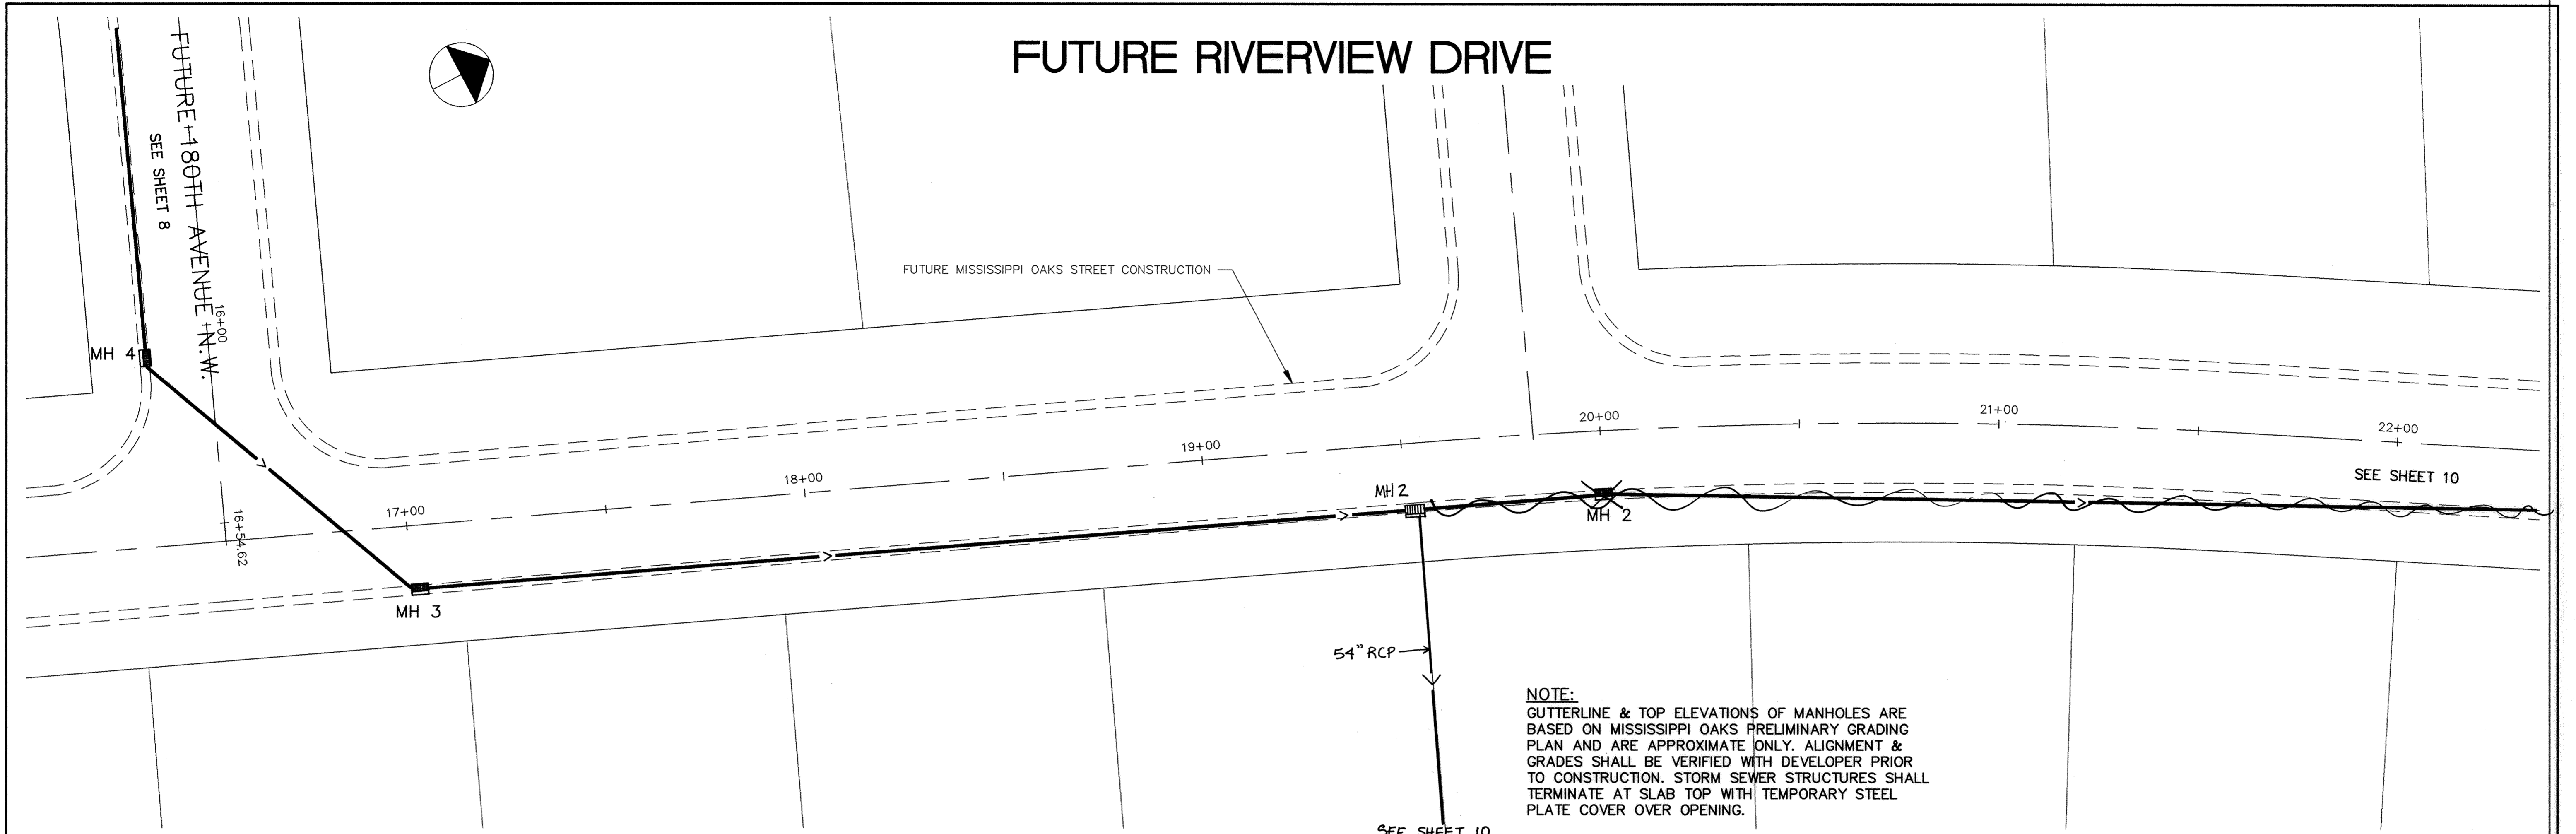 FUTURE RIVERVIEW DRIVE
FUTURE 180TH AVENUE N.W.
SEE SHEET 8
16+00
FUTURE MISSISSIPPI OAKS STREET CONSTRUCTION
MH 4
20+00
21+00
22+00
19+00
18+00
17+00
16+54.62
SEE SHEET 10
MH 2
MH 2
MH 3
54" RCP
NOTE:
GUTTERLINE & TOP ELEVATIONS OF MANHOLES ARE
BASED ON MISSISSIPPI OAKS PRELIMINARY GRADING
PLAN AND ARE APPROXIMATE ONLY. ALIGNMENT &
GRADES SHALL BE VERIFIED WITH DEVELOPER PRIOR
TO CONSTRUCTION. STORM SEWER STRUCTURES SHALL
TERMINATE AT SLAB TOP WITH TEMPORARY STEEL
PLATE COVER OVER OPENING.
SEE SHEET 10